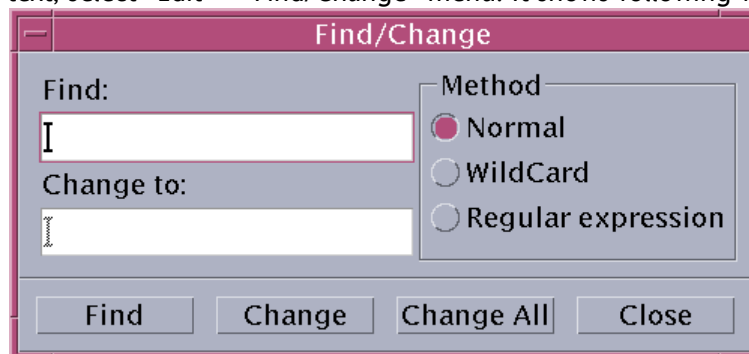 Find/Change
Find:
Change to:
Method
Normal
WildCard
Regular expression
Find
Change
Change All
Close